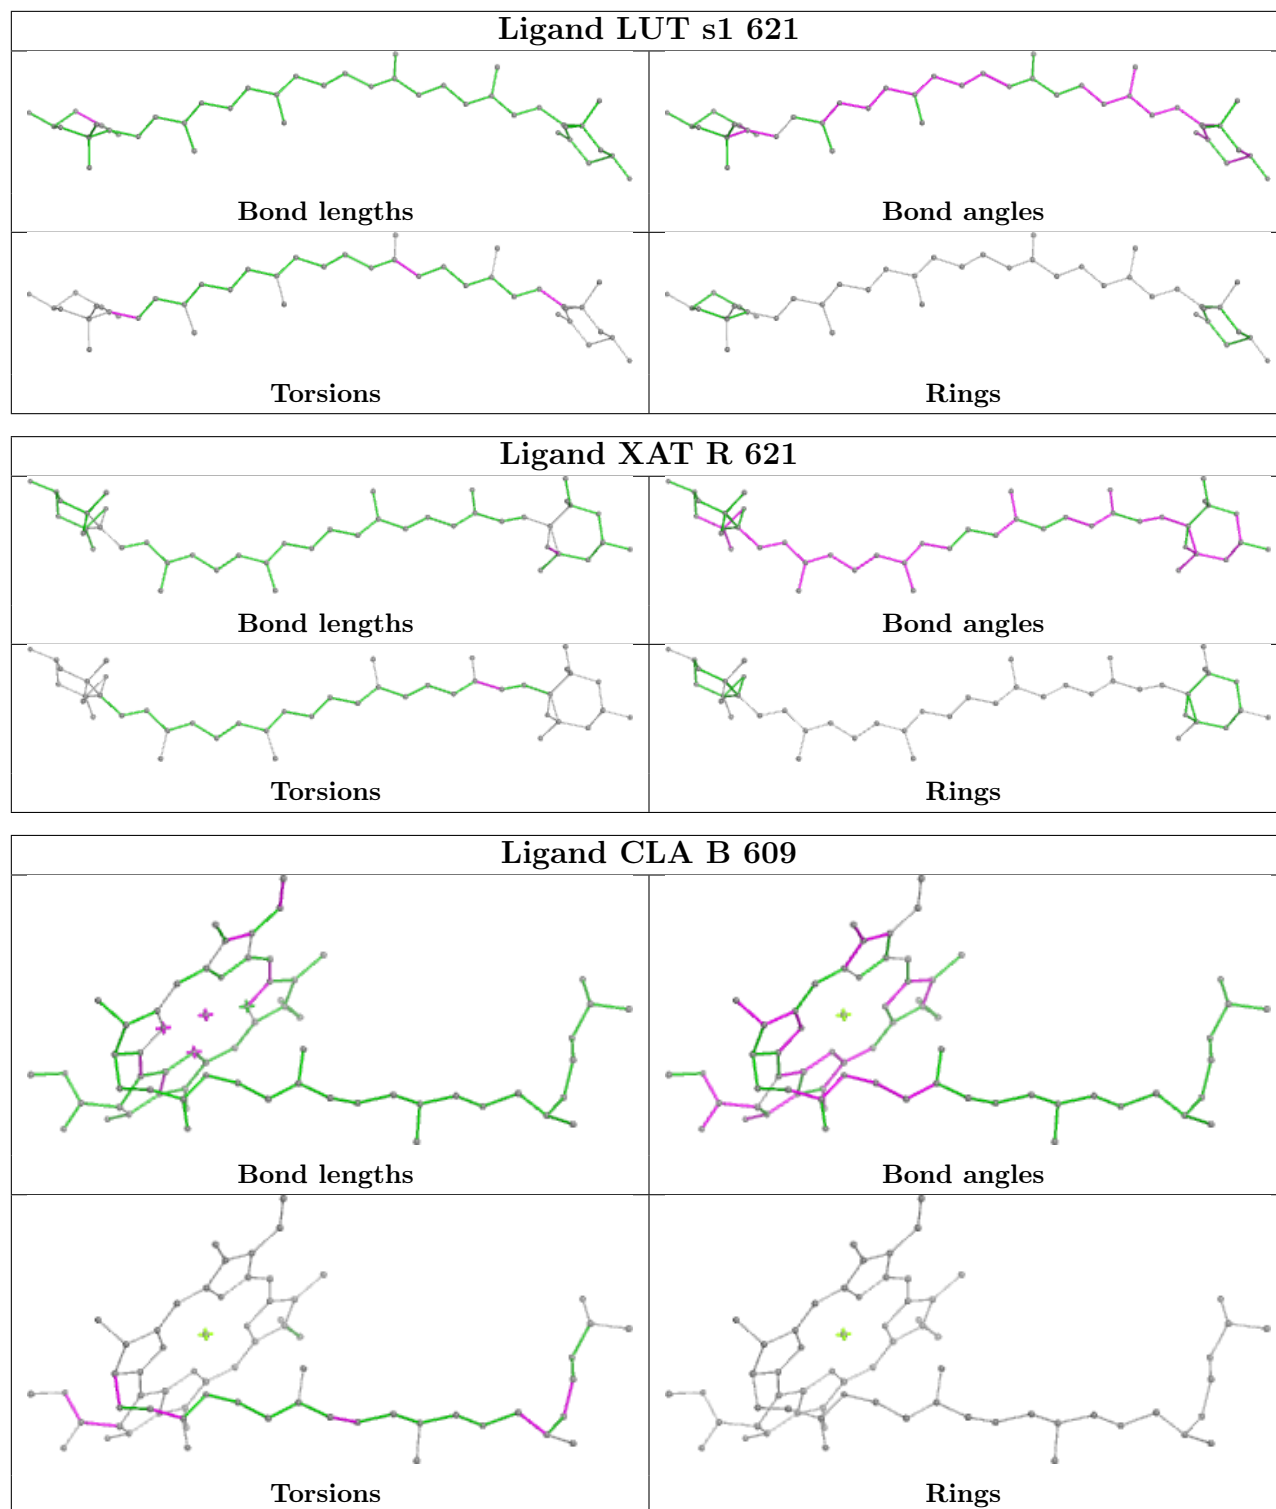 Ligand LUT s1 621
Bond lengths
Bond angles
Torsions
Rings
Ligand XAT R 621
Bond lengths
Bond angles
Torsions
Rings
Ligand CLA B 609
Bond lengths
Bond angles
Torsions
Rings